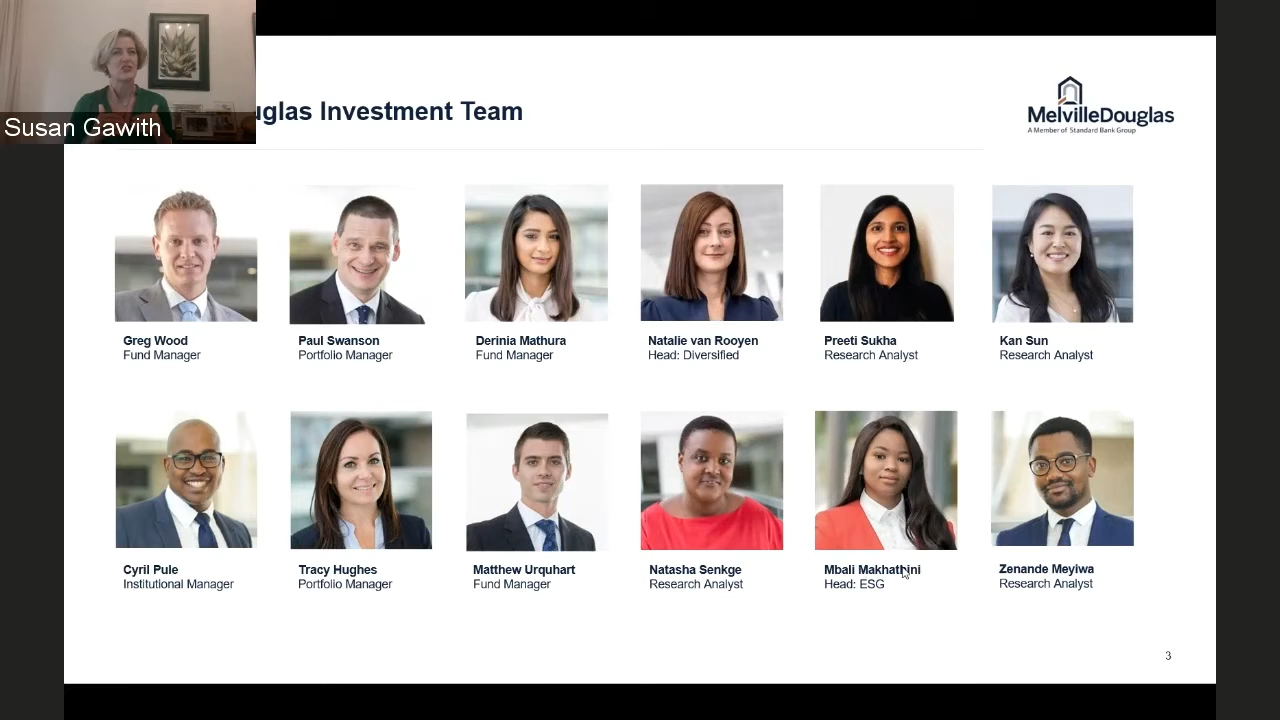 Susan Gawith
uglas Investment Team
MelvilleDouglas
A Member of Standard Bank Group
Greg Wood
Fund Manager
Paul Swanson
Portfolio Manager
Derinia Mathura
Fund Manager
Natalie van Rooyen
Head: Diversified
Preeti Sukha
Research Analyst
Kan Sun
Research Analyst
Cyril Pule
Institutional Manager
Tracy Hughes
Portfolio Manager
Matthew Urquhart
Fund Manager
Natasha Senkge
Research Analyst
Mbali Makhathini
Head: ESG
Zenande Meyiwa
Research Analyst
3